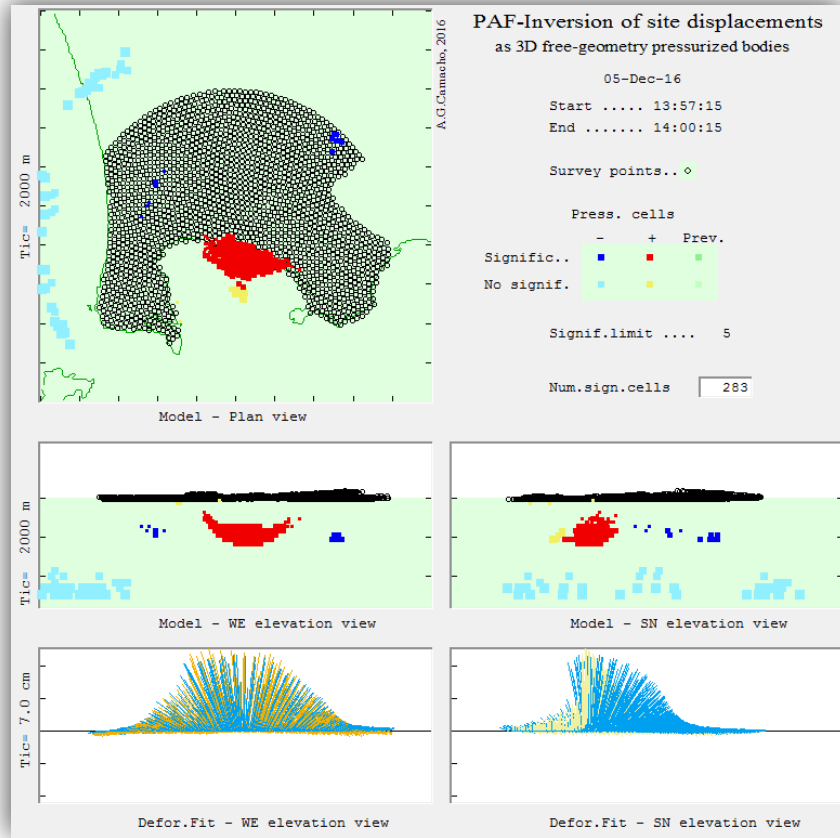 PAF-Inversion of site displacements
as 3D free-geometry pressurized bodies
05-Dec-16
Start ..... 13:57:15
End ....... 14:00:15
Survey points..
Press. cells
- + Prev.
Signific..
No signif.
Signif.limit .... 5
Num.sign.cells 283
A.G.Camacho, 2016
Tic= 2000 m
Model - Plan view
Tic= 2000 m
Model - WE elevation view
Model - SN elevation view
Tic= 7.0 cm
Defor.Fit - WE elevation view
Defor.Fit - SN elevation view